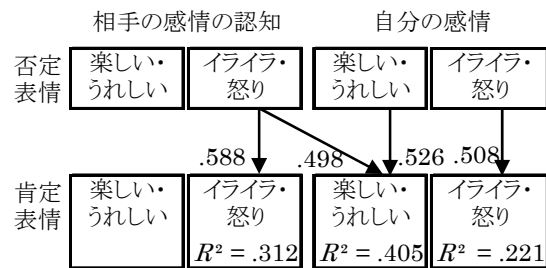 相手の感情の認知 自分の感情
否定 楽しい・ イライラ・ 楽しい・ イライラ・
表情 うれしい 怒り うれしい 怒り
.588 .498 .526 .508
肯定 楽しい・ イライラ・ 楽しい・ イライラ・
表情 うれしい 怒り うれしい 怒り
R² = .312 R² = .405 R² = .221